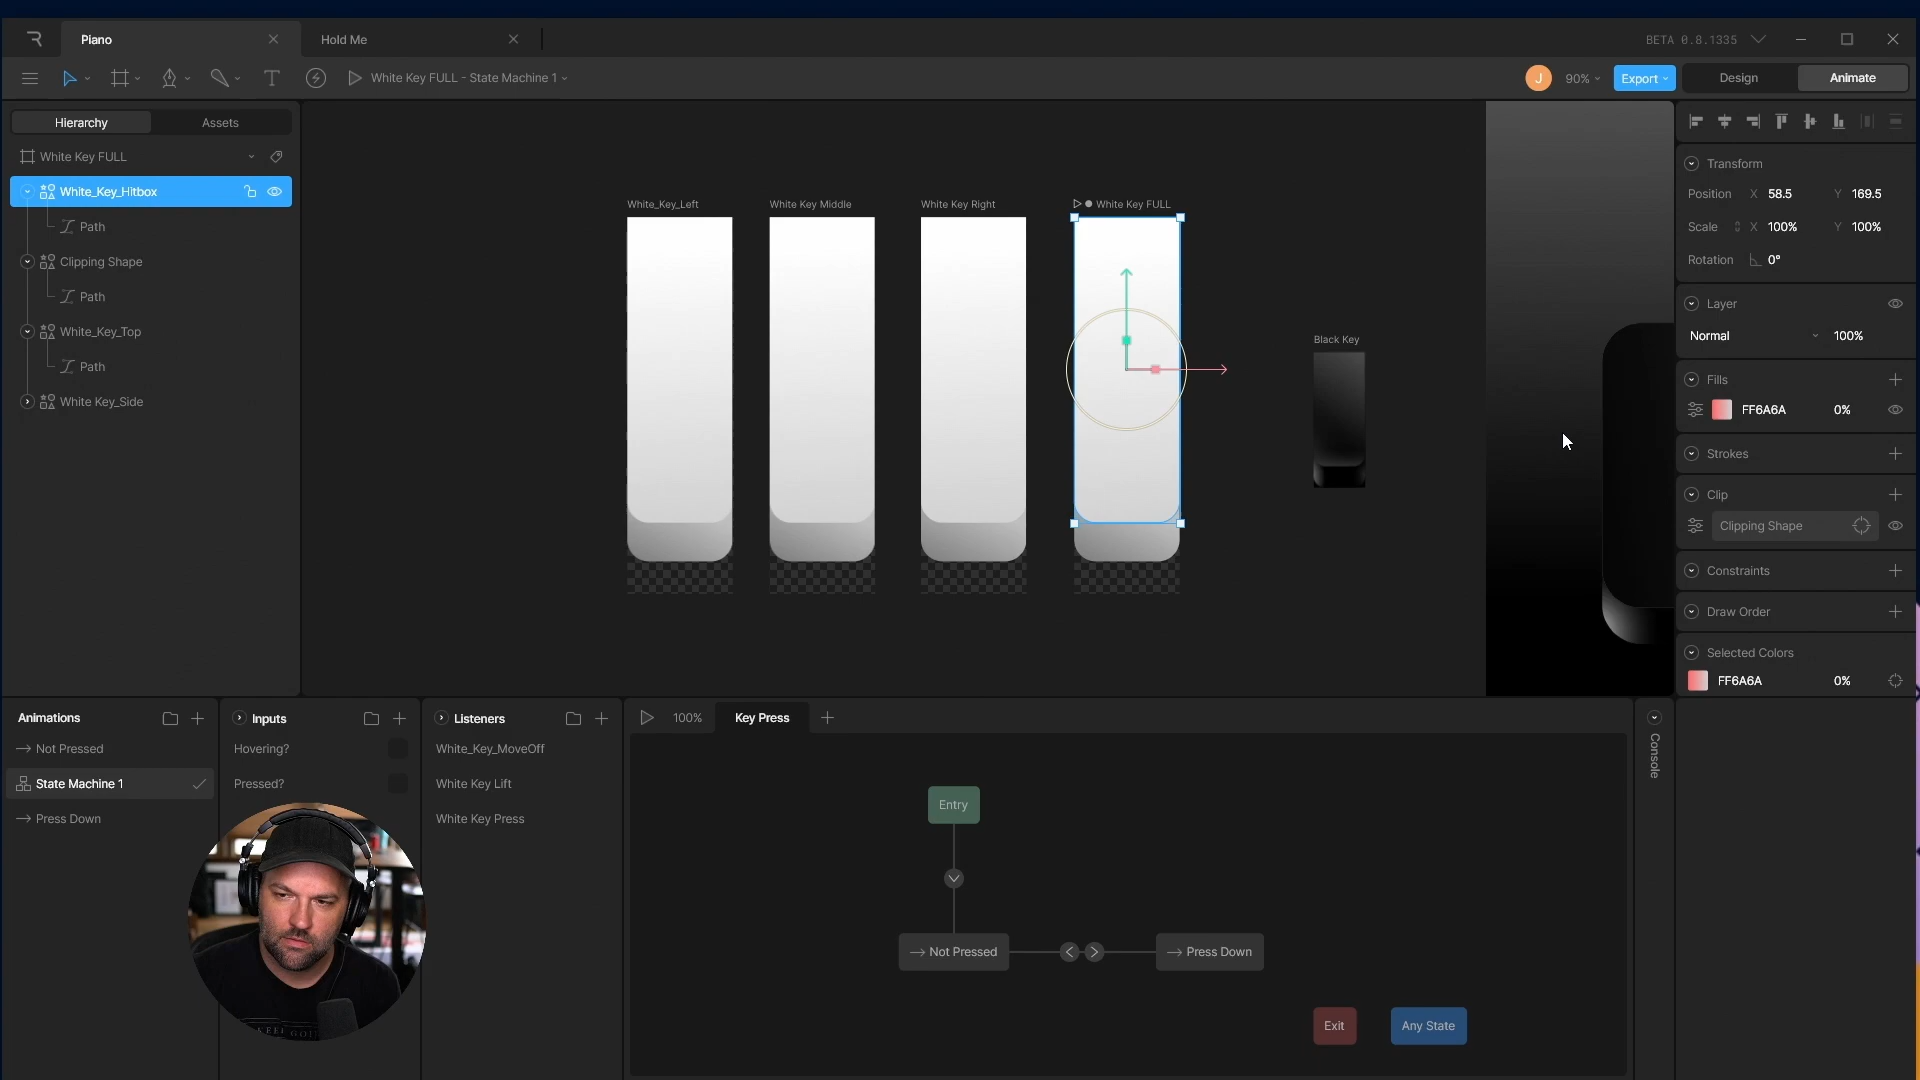 Piano
Hold Me
BETA 0.8.1335
White Key FULL - State Machine 1
J
90%
Export
Design
Animate
Hierarchy
Assets
White Key FULL
White_Key_Hitbox
Path
Clipping Shape
Path
White_Key_Top
Path
White Key_Side
White_Key_Left
White Key Middle
White Key Right
White Key FULL
Black Key
Transform
Position X 58.5 Y 169.5
Scale X 100% Y 100%
Rotation 0°
Layer
Normal 100%
Fills
FF6A6A 0%
Strokes
Clip
Clipping Shape
Constraints
Draw Order
Selected Colors
FF6A6A 0%
Animations
Not Pressed
State Machine 1
Press Down
Inputs
Hovering?
Pressed?
Listeners
White_Key_MoveOff
White Key Lift
White Key Press
100%
Key Press
Entry
Not Pressed
Press Down
Exit
Any State
Console